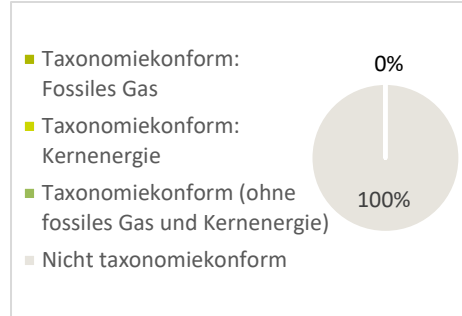 Taxonomiekonform:
Fossiles Gas
Taxonomiekonform:
Kernenergie
Taxonomiekonform (ohne
fossiles Gas und Kernenergie)
Nicht taxonomiekonform
0%
100%